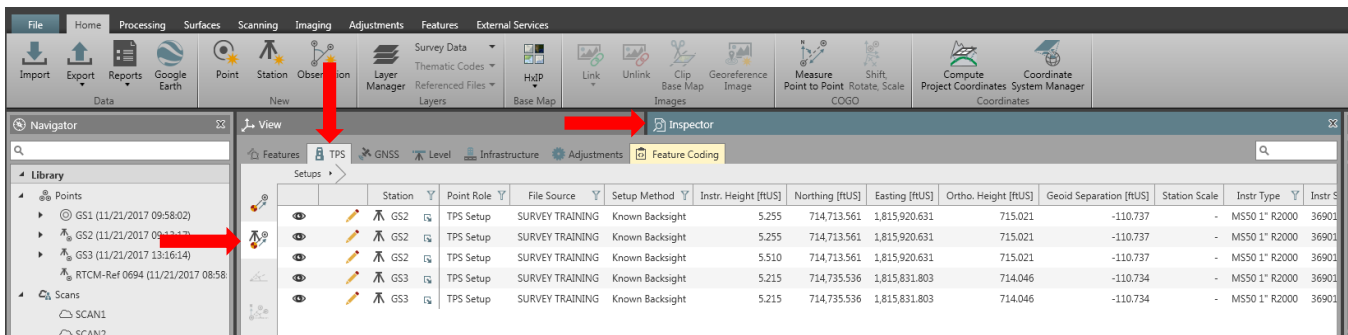 File Home Processing Surfaces Scanning Imaging Adjustments Features External Services
Import Export Reports Google Earth Point Station Observation Layer Manager Survey Data Thematic Codes Referenced Files HxIP Link Unlink Clip Base Map Georeference Image Measure Point to Point Shift, Rotate, Scale Compute Project Coordinates Coordinate System Manager
Data New Layers Base Map Images COGO Coordinates
Navigator View Inspector
Features TPS GNSS Level Infrastructure Adjustments Feature Coding
Library Setups
Points Station Point Role File Source Setup Method Instr. Height [ftUS] Northing [ftUS] Easting [ftUS] Ortho. Height [ftUS] Geoid Separation [ftUS] Station Scale Instr Type Instr S
GS1 (11/21/2017 09:58:02) GS2 TPS Setup SURVEY TRAINING Known Backsight 5.255 714,713.561 1,815,920.631 715.021 -110.737 - MS50 1" R2000 36901
GS2 (11/21/2017 GS2 TPS Setup SURVEY TRAINING Known Backsight 5.255 714,713.561 1,815,920.631 715.021 -110.737 - MS50 1" R2000 36901
GS3 (11/21/2017 13:16:14) GS2 TPS Setup SURVEY TRAINING Known Backsight 5.510 714,713.561 1,815,920.631 715.021 -110.737 - MS50 1" R2000 36901
RTCM-Ref 0694 (11/21/2017 08:58: GS3 TPS Setup SURVEY TRAINING Known Backsight 5.215 714,735.536 1,815,831.803 714.046 -110.734 - MS50 1" R2000 36901
Scans GS3 TPS Setup SURVEY TRAINING Known Backsight 5.215 714,735.536 1,815,831.803 714.046 -110.734 - MS50 1" R2000 36901
SCAN1
SCAN2